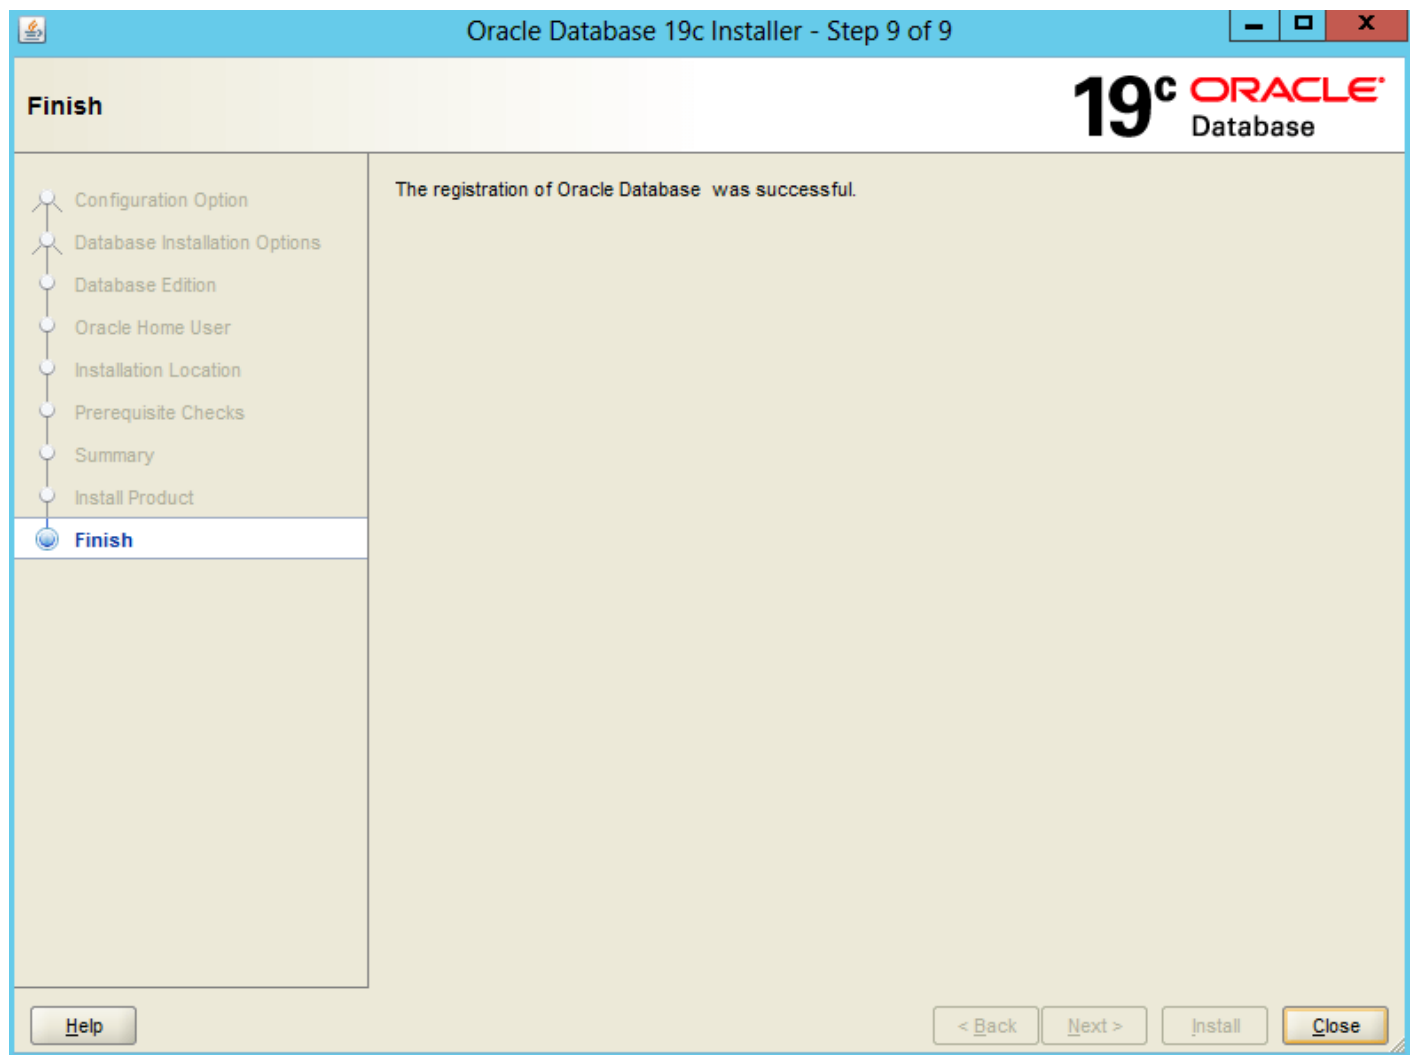 Oracle Database 19c Installer - Step 9 of 9
Finish
19c ORACLE
Database
Configuration Option
Database Installation Options
Database Edition
Oracle Home User
Installation Location
Prerequisite Checks
Summary
Install Product
Finish
The registration of Oracle Database  was successful.
Help
< Back
Next >
Install
Close